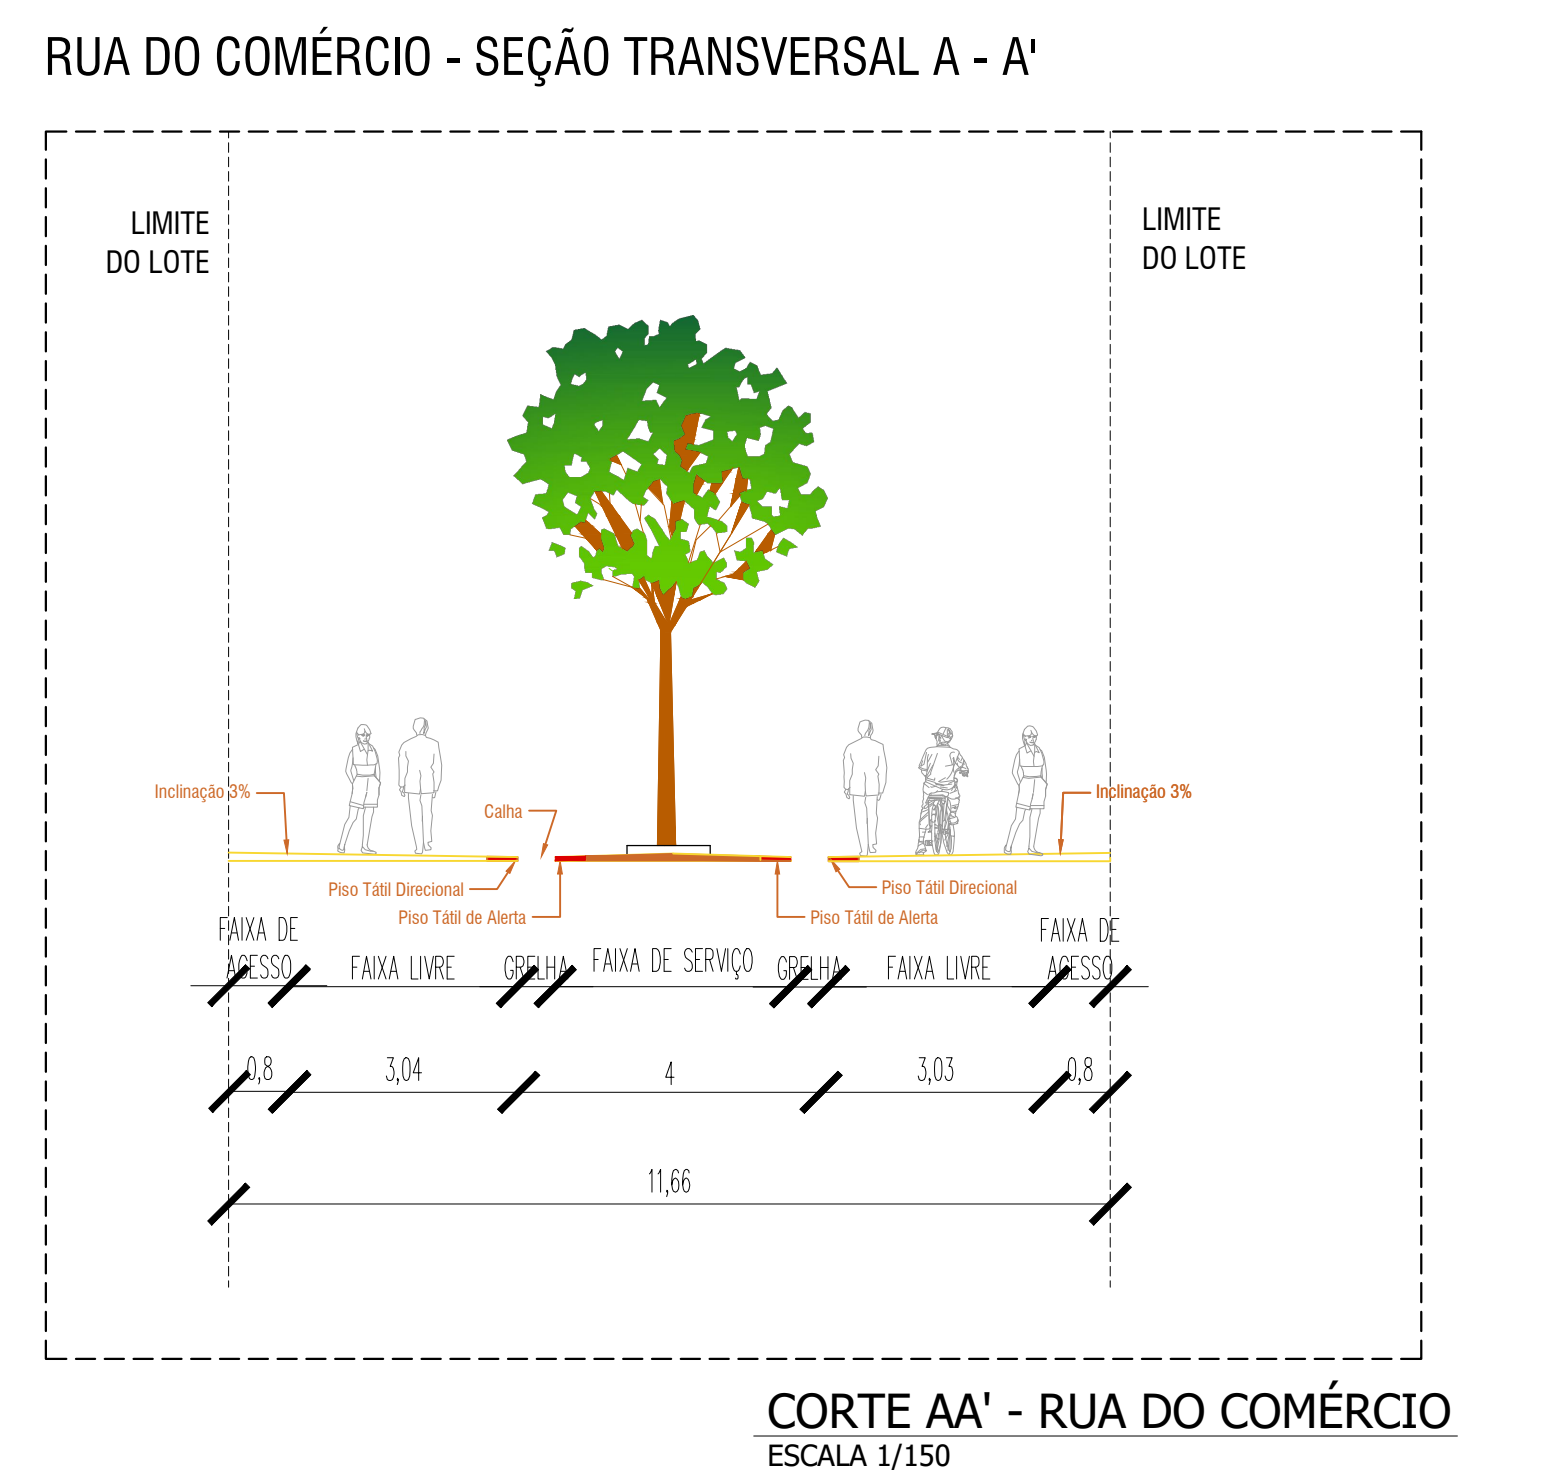 RUA DO COMÉRCIO - SEÇÃO TRANSVERSAL A - A'
LIMITE
DO LOTE
LIMITE
DO LOTE
Inclinação 3%
Inclinação 3%
Calha
Piso Tátil Direcional
Piso Tátil Direcional
Piso Tátil de Alerta
Piso Tátil de Alerta
FAIXA DE
ACESSO
FAIXA LIVRE
GRELHA
FAIXA DE SERVIÇO
GRELHA
FAIXA LIVRE
FAIXA DE
ACESSO
0,8
3,04
4
3,03
0,8
11,66
CORTE AA' - RUA DO COMÉRCIO
ESCALA 1/150